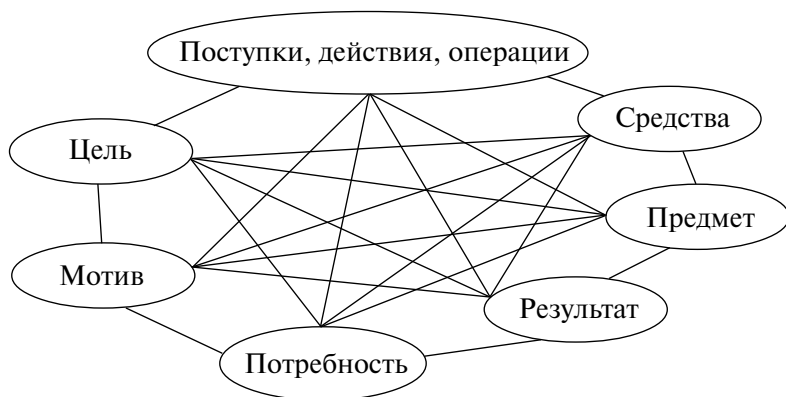 Поступки, действия, операции
Средства
Цель
Предмет
Мотив
Результат
Потребность